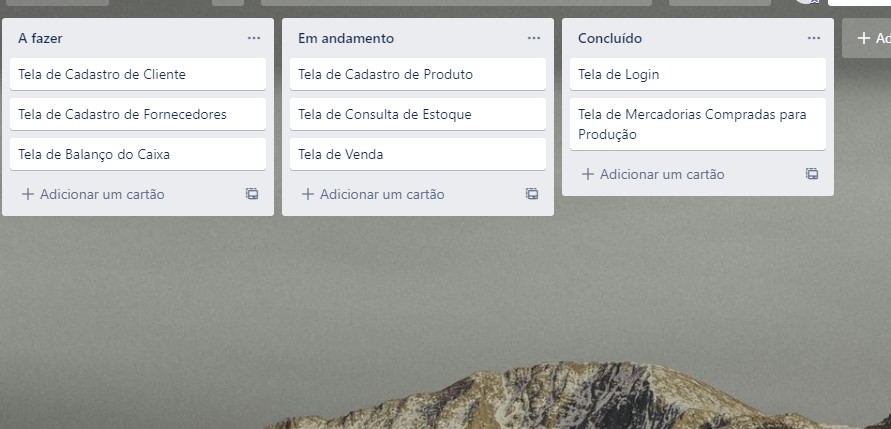 A fazer
Tela de Cadastro de Cliente
Tela de Cadastro de Fornecedores
Tela de Balanço do Caixa
Adicionar um cartão
Em andamento
Tela de Cadastro de Produto
Tela de Consulta de Estoque
Tela de Venda
Adicionar um cartão
Concluído
Tela de Login
Tela de Mercadorias Compradas para
Produção
Adicionar um cartão